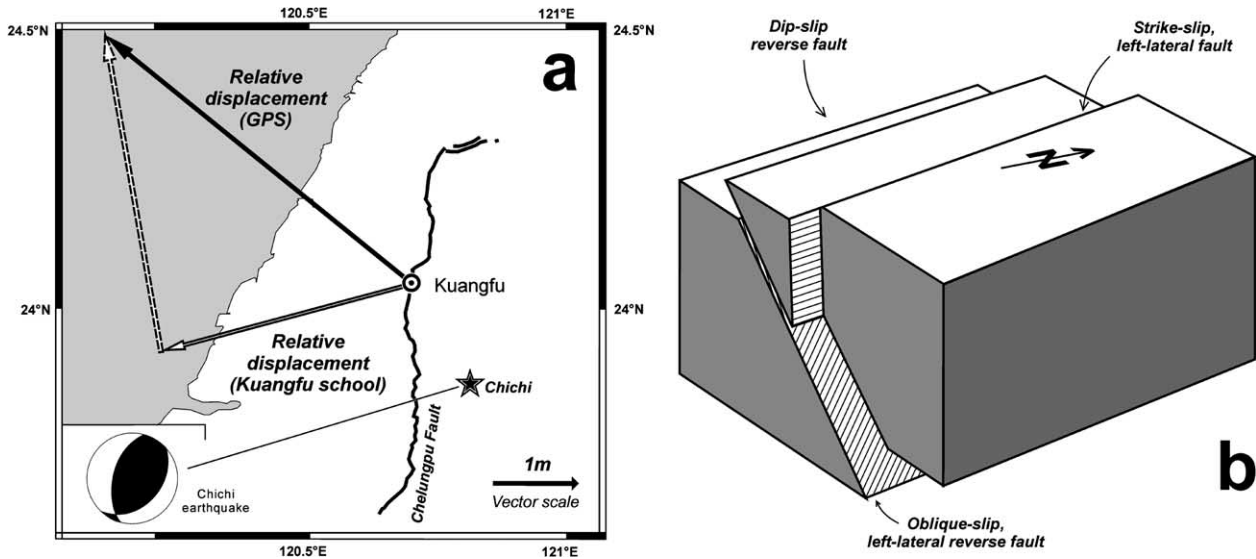 120.5°E
121°E
24.5°N
24.5°N
a
Relative
displacement
(GPS)
Kuangfu
24°N
24°N
Relative
displacement
(Kuangfu school)
Chichi
Chelungpu Fault
1m
Vector scale
Chichi
earthquake
120.5°E
121°E
Dip-slip
reverse fault
Strike-slip,
left-lateral fault
N
b
Oblique-slip,
left-lateral reverse fault